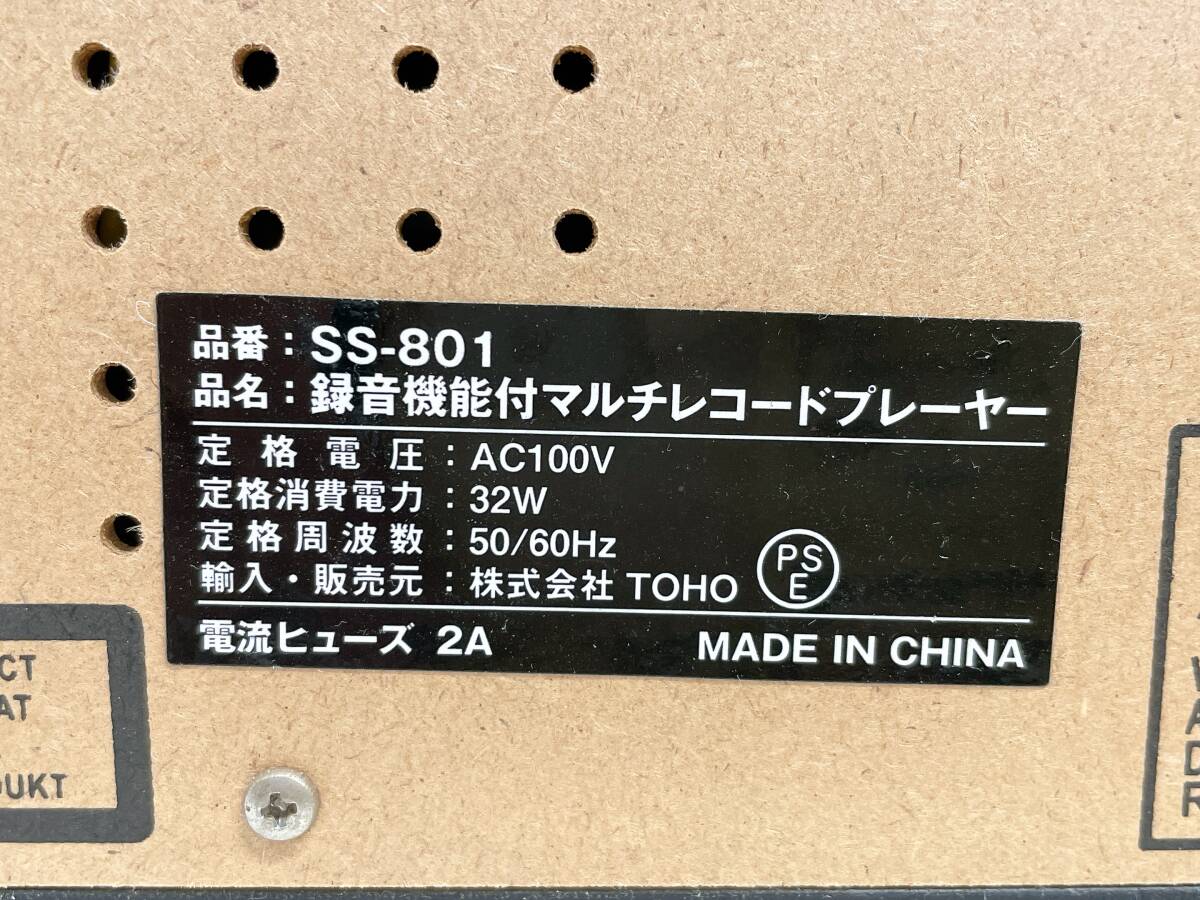 品番：SS-801
品名：録音機能付マルチレコードプレーヤー
定格電圧：AC100V
定格消費電力：32W
定格周波数：50/60Hz
輸入・販売元：株式会社 TOHO
PS
E
電流ヒューズ 2A MADE IN CHINA